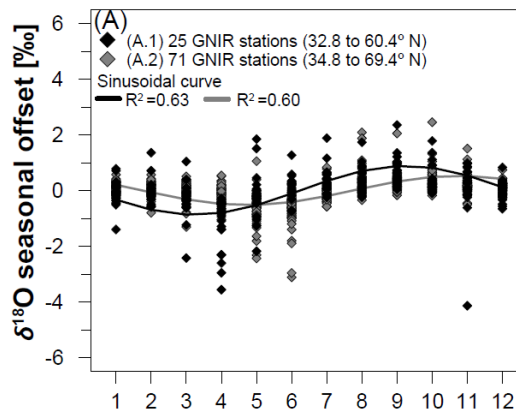 (A)
(A.1) 25 GNIR stations (32.8 to 60.4º N)
(A.2) 71 GNIR stations (34.8 to 69.4º N)
Sinusoidal curve
R²=0.63 R²=0.60
δ¹⁸O seasonal offset [‰]
6
4
2
0
-2
-4
-6
1 2 3 4 5 6 7 8 9 10 11 12